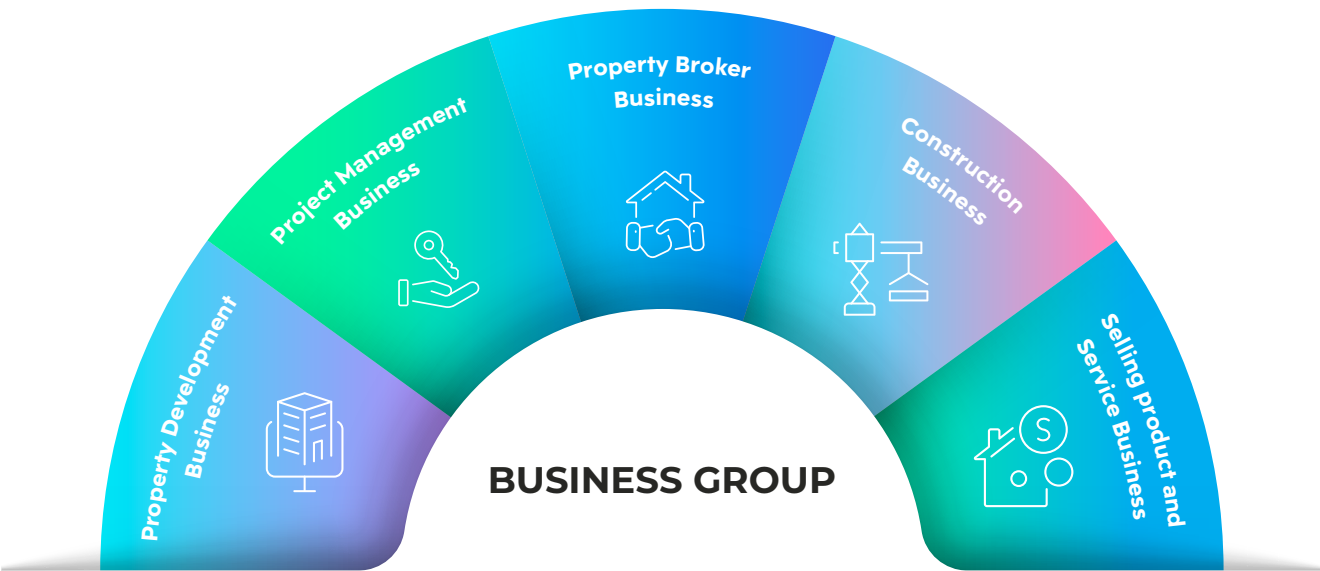 Property Development
Business
Project Management
Business
Property Broker
Business
Construction
Business
Selling product and
Service Business
BUSINESS GROUP